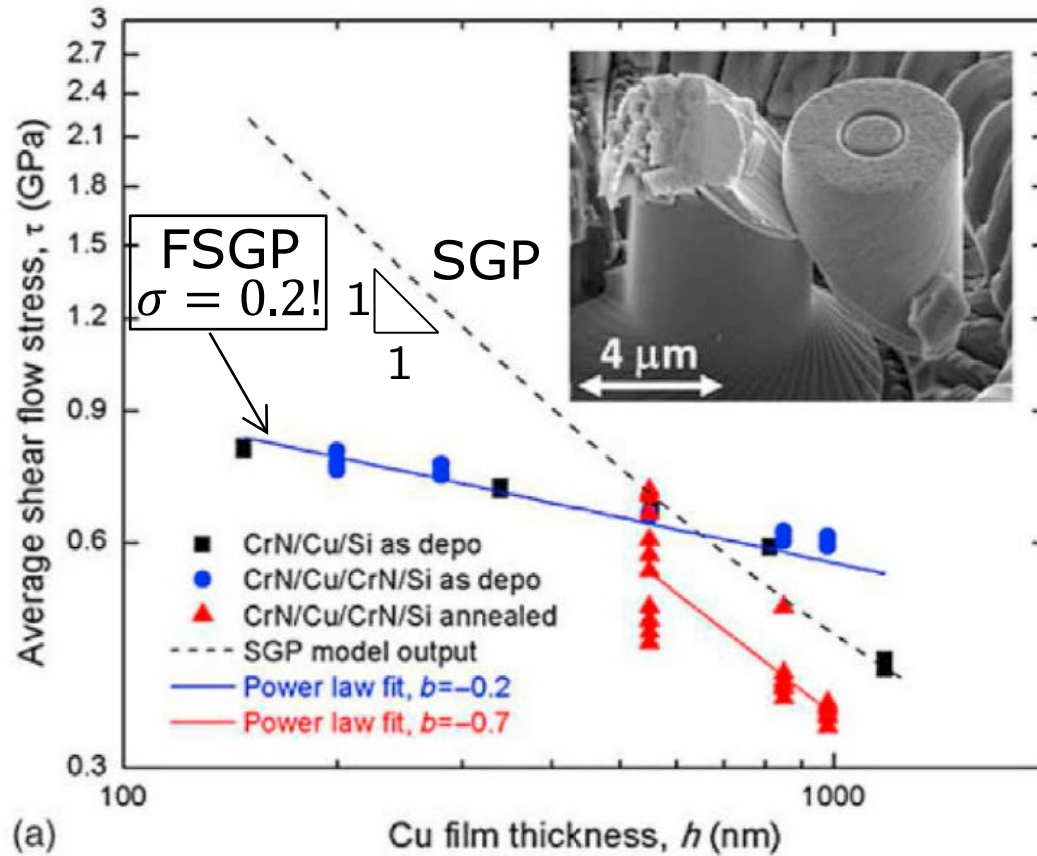 3
2.7
2.4
2.1
1.8
1.5
1.2
0.9
0.6
0.3
Average shear flow stress, τ (GPa)
FSGP
σ = 0.2!
SGP
1
1
4 μm
CrN/Cu/Si as depo
CrN/Cu/CrN/Si as depo
CrN/Cu/CrN/Si annealed
SGP model output
Power law fit, b=−0.2
Power law fit, b=−0.7
100
1000
(a)
Cu film thickness, h (nm)